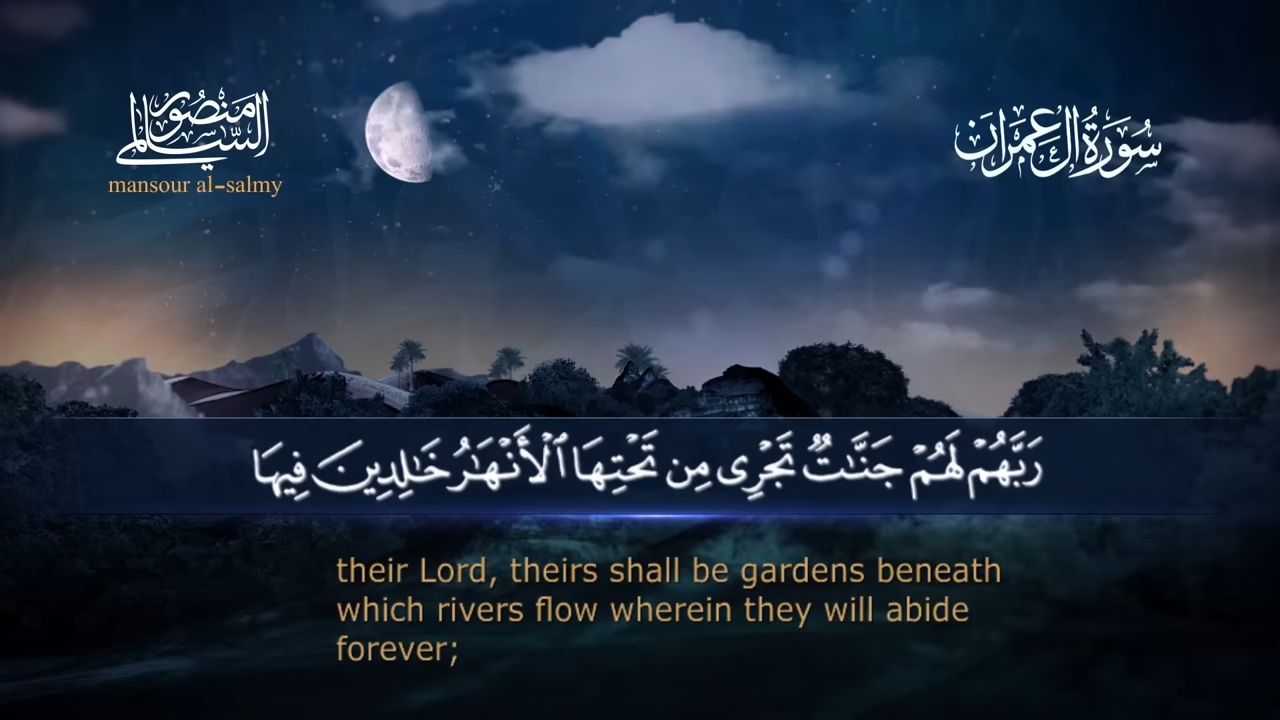 منصور
السالمي
mansour al-salmy
سُورَةُ آلِ عِمْرَان
رَبَّهُمْ لَهُمْ جَنَّٰتٌ تَجْرِى مِن تَحْتِهَا ٱلْأَنْهَٰرُ خَٰلِدِينَ فِيهَا
their Lord, theirs shall be gardens beneath
which rivers flow wherein they will abide
forever;